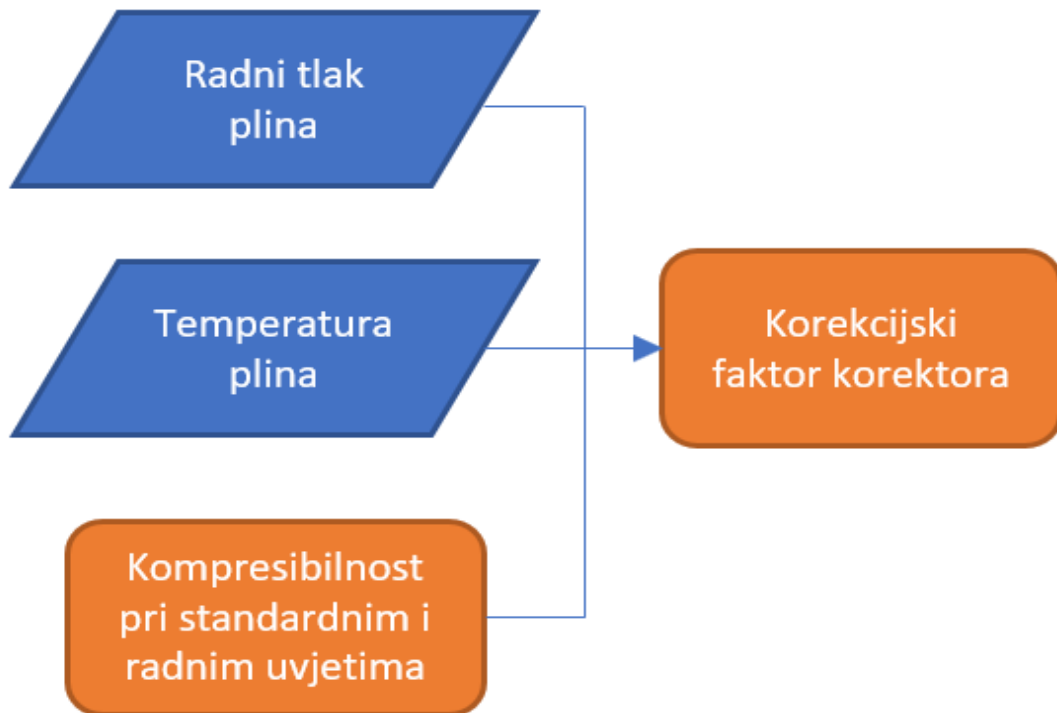 Radni tlak
plina
Temperatura
plina
Korekcijski
faktor korektora
Kompresibilnost
pri standardnim i
radnim uvjetima